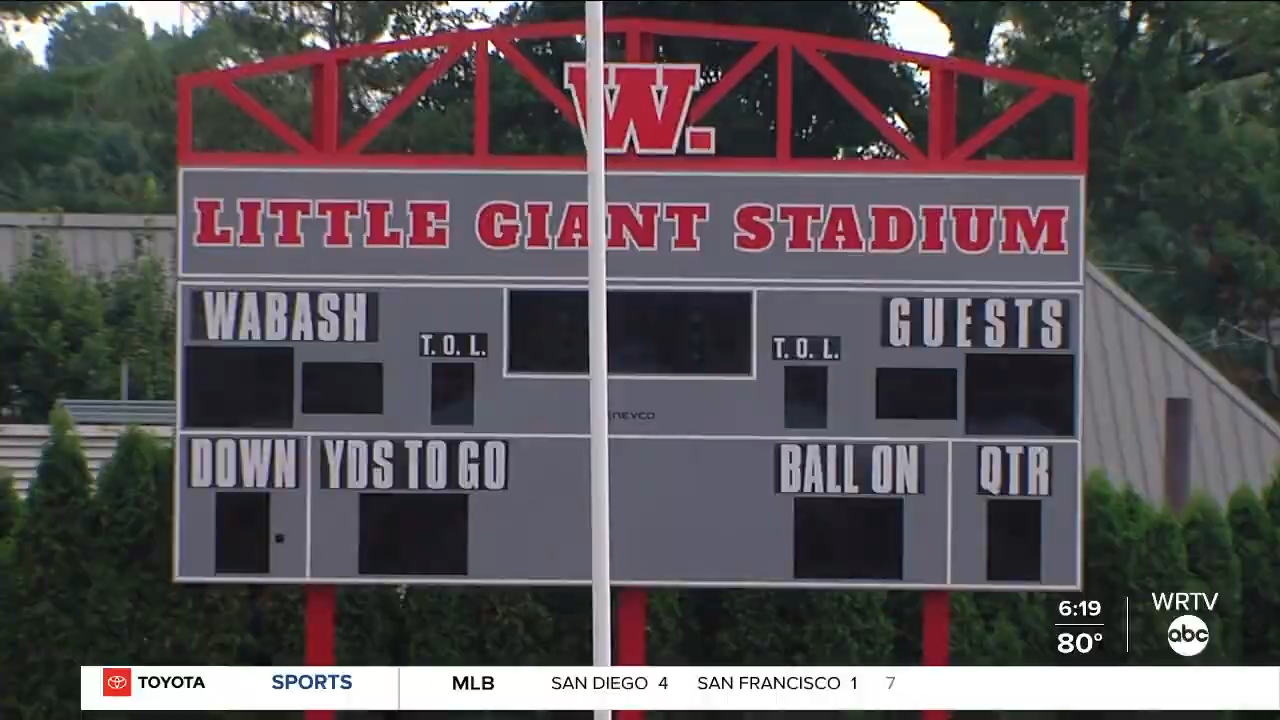 W.
LITTLE GIANT STADIUM
WABASH
GUESTS
T. O. L.
T. O. L.
NEVCO
DOWN
YDS TO GO
BALL ON
QTR
6:19
80°
WRTV
abc
TOYOTA SPORTS MLB SAN DIEGO 4 SAN FRANCISCO 1 7